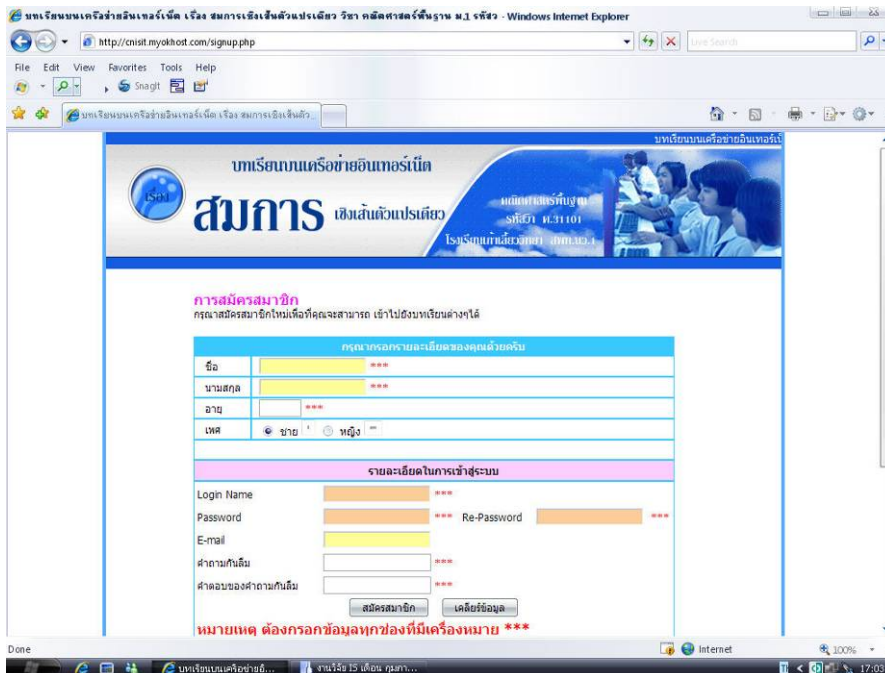 บทเรียนบนเครือข่ายอินเทอร์เน็ต เรื่อง สมการเชิงเส้นตัวแปรเดียว วิชา คณิตศาสตร์พื้นฐาน ม.1 รหัสว - Windows Internet Explorer
http://cnisit.myokhost.com/signup.php
Live Search
File Edit View Favorites Tools Help
SnagIt
บทเรียนบนเครือข่ายอินเทอร์เน็ต เรื่อง สมการเชิงเส้นตัว...
บทเรียนบนเครือข่ายอินเทอร์เน็
บทเรียนบนเครือข่ายอินเทอร์เน็ต
เรื่อง
สมการ เชิงเส้นตัวแปรเดียว
คณิตศาสตร์พื้นฐาน
รหัสวิชา ค.31101
การสมัครสมาชิก
กรุณาสมัครสมาชิกใหม่เพื่อที่คุณจะสามารถ เข้าไปยังบทเรียนต่างๆได้
กรุณากรอกรายละเอียดของคุณด้วยครับ
ชื่อ ***
นามสกุล ***
อายุ ***
เพศ ชาย หญิง
รายละเอียดในการเข้าสู่ระบบ
Login Name ***
Password *** Re-Password ***
E-mail
คำถามกันลืม ***
คำตอบของคำถามกันลืม ***
สมัครสมาชิก เคลียร์ข้อมูล
หมายเหตุ ต้องกรอกข้อมูลทุกช่องที่มีเครื่องหมาย ***
Done Internet 100%
บทเรียนบนเครือข่ายอิ... งานวิจัย 15 เดือน กุมภา... 17:03